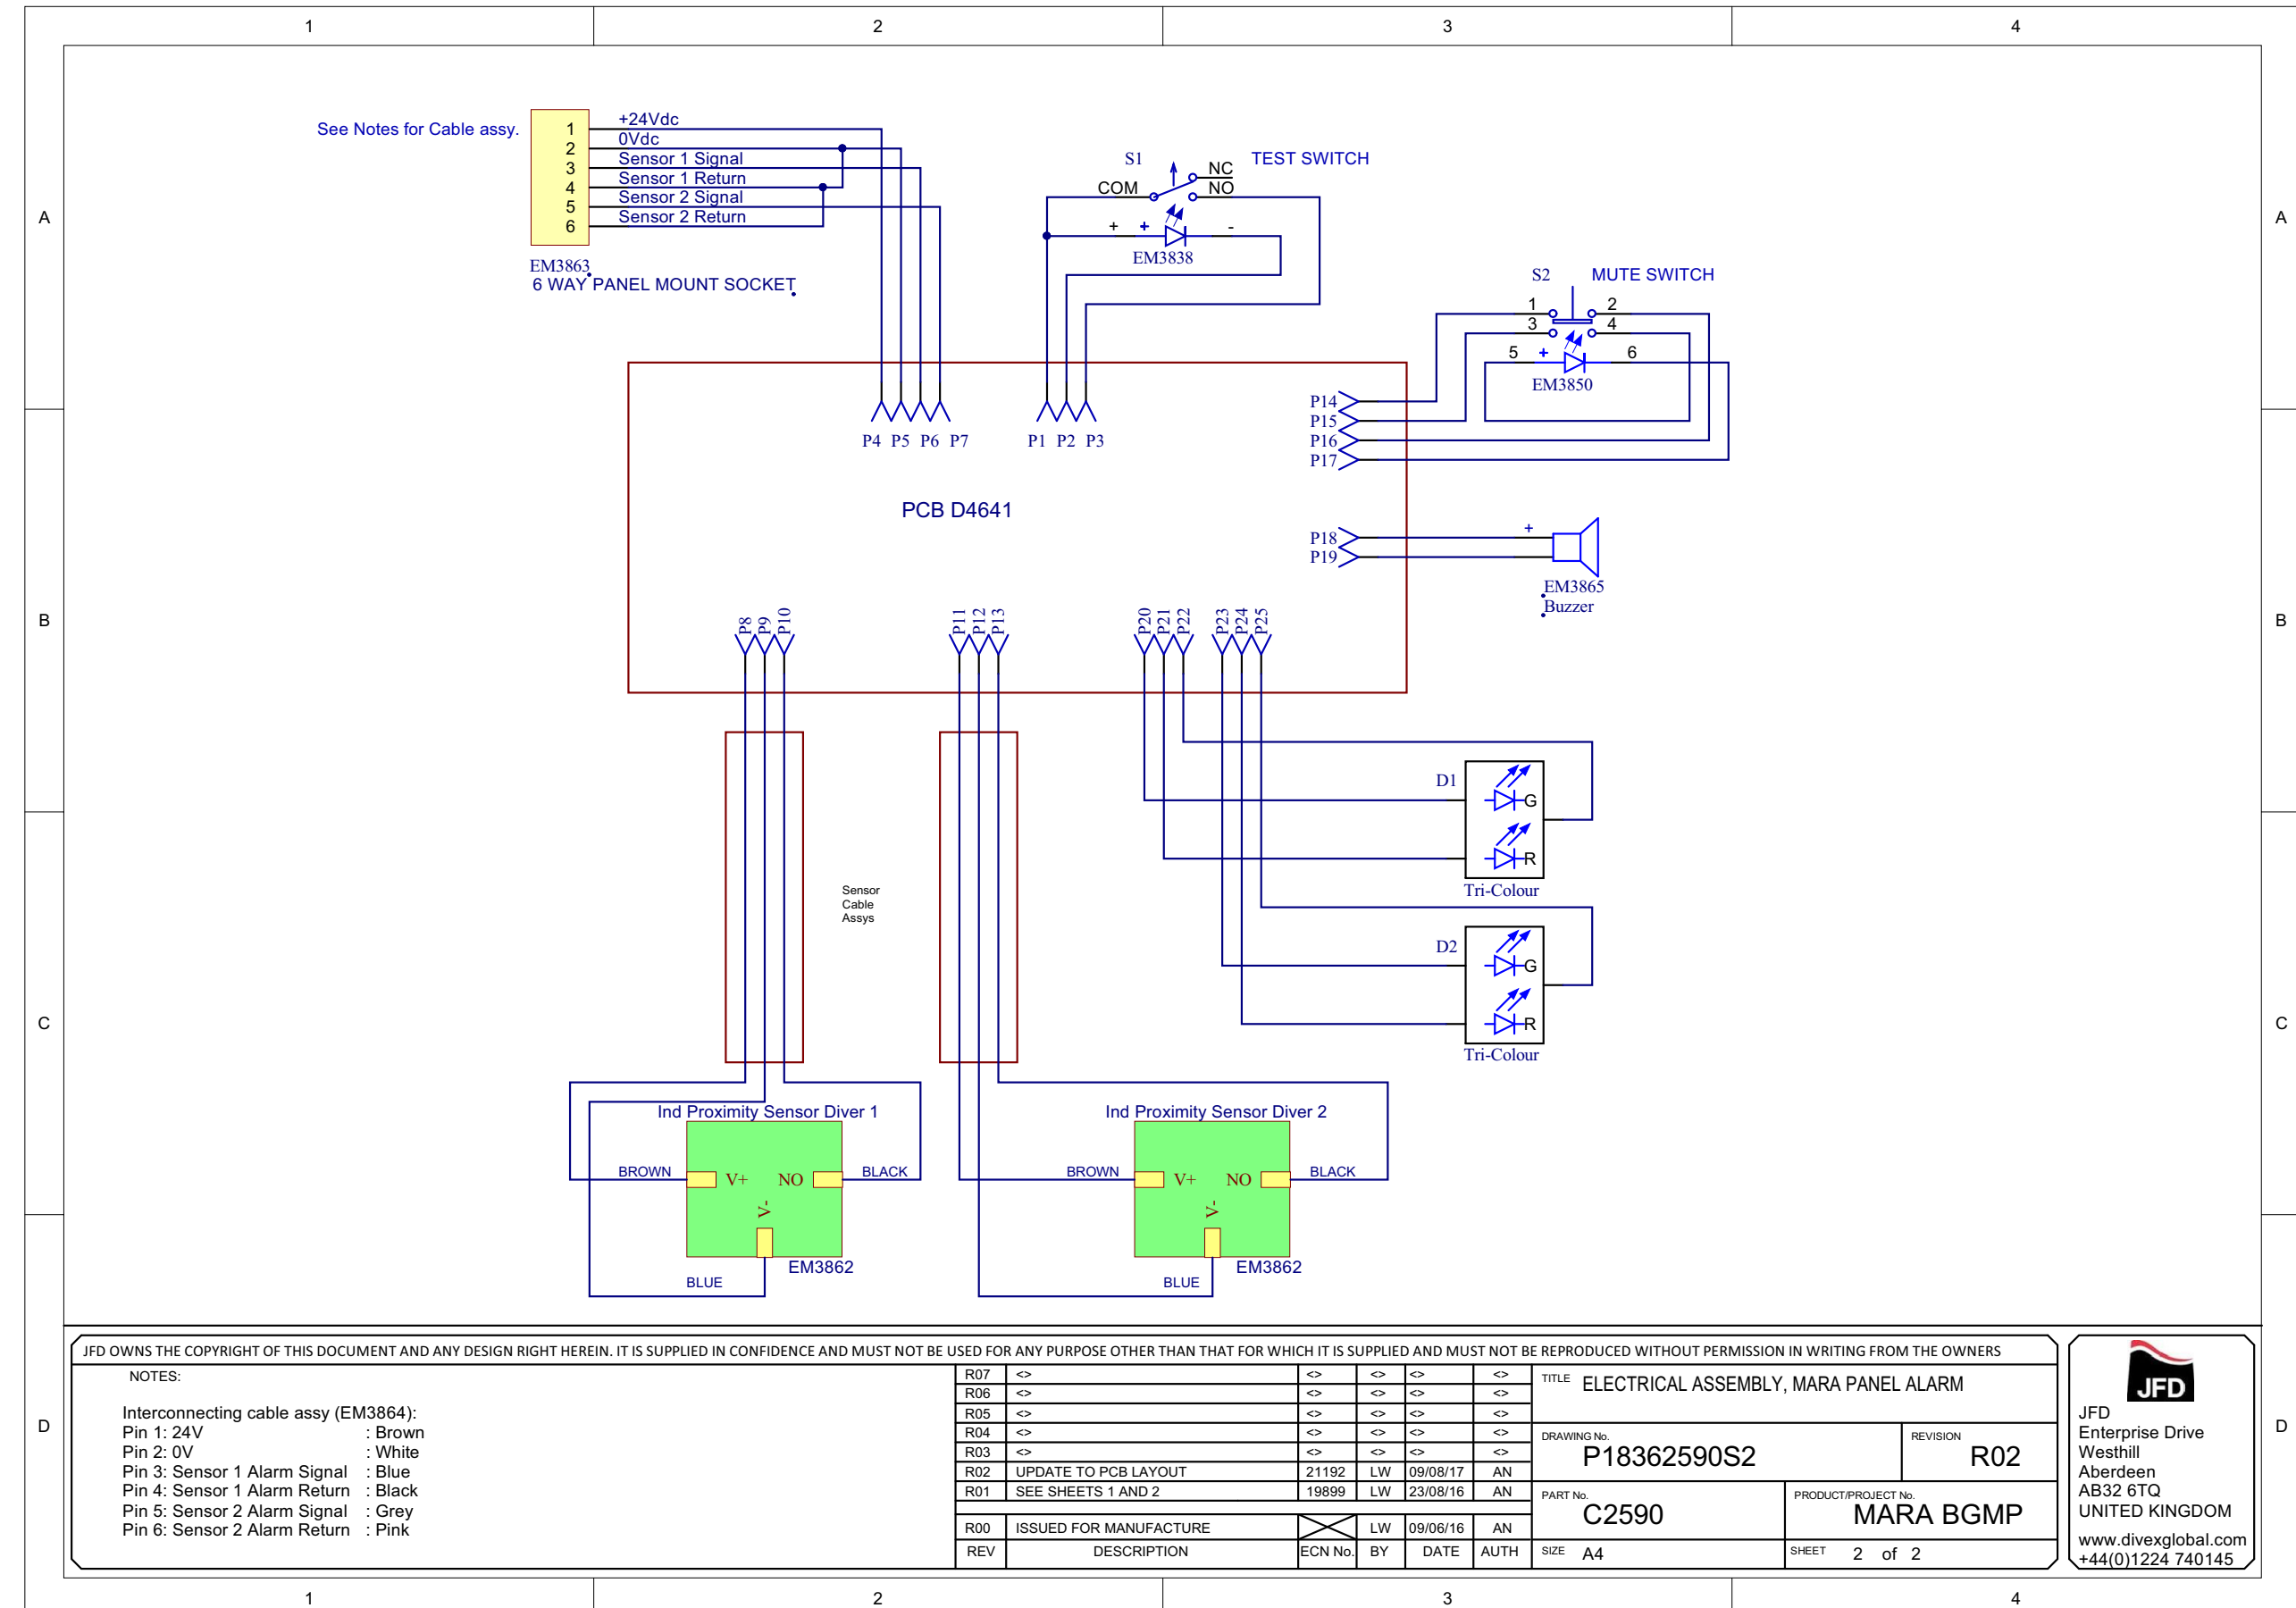 1 2 3 4
A A
B B
C C
D D
See Notes for Cable assy.
1 +24Vdc
2 0Vdc
3 Sensor 1 Signal
4 Sensor 1 Return
5 Sensor 2 Signal
6 Sensor 2 Return
EM3863
6 WAY PANEL MOUNT SOCKET
S1 TEST SWITCH
COM NC
NO
+ + -
EM3838
S2 MUTE SWITCH
1 2
3 4
5 + 6
EM3850
P4 P5 P6 P7 P1 P2 P3
P14
P15
P16
P17
PCB D4641
P18 +
P19
EM3865
Buzzer
P8 P9 P10 P11 P12 P13 P20 P21 P22 P23 P24 P25
D1 G
R
Tri-Colour
Sensor
Cable
Assys
D2 G
R
Tri-Colour
Ind Proximity Sensor Diver 1
BROWN V+ NO BLACK
V-
EM3862
BLUE
Ind Proximity Sensor Diver 2
BROWN V+ NO BLACK
V-
EM3862
BLUE
JFD OWNS THE COPYRIGHT OF THIS DOCUMENT AND ANY DESIGN RIGHT HEREIN. IT IS SUPPLIED IN CONFIDENCE AND MUST NOT BE USED FOR ANY PURPOSE OTHER THAN THAT FOR WHICH IT IS SUPPLIED AND MUST NOT BE REPRODUCED WITHOUT PERMISSION IN WRITING FROM THE OWNERS
NOTES:
Interconnecting cable assy (EM3864):
Pin 1: 24V : Brown
Pin 2: 0V : White
Pin 3: Sensor 1 Alarm Signal : Blue
Pin 4: Sensor 1 Alarm Return : Black
Pin 5: Sensor 2 Alarm Signal : Grey
Pin 6: Sensor 2 Alarm Return : Pink
R07 <> <> <> <> <>
R06 <> <> <> <> <>
R05 <> <> <> <> <>
R04 <> <> <> <> <>
R03 <> <> <> <> <>
R02 UPDATE TO PCB LAYOUT 21192 LW 09/08/17 AN
R01 SEE SHEETS 1 AND 2 19899 LW 23/08/16 AN
R00 ISSUED FOR MANUFACTURE LW 09/06/16 AN
REV DESCRIPTION ECN No. BY DATE AUTH
TITLE ELECTRICAL ASSEMBLY, MARA PANEL ALARM
DRAWING No. P18362590S2
REVISION R02
PART No. C2590
PRODUCT/PROJECT No. MARA BGMP
SIZE A4
SHEET 2 of 2
JFD
JFD
Enterprise Drive
Westhill
Aberdeen
AB32 6TQ
UNITED KINGDOM
www.divexglobal.com
+44(0)1224 740145
1 2 3 4